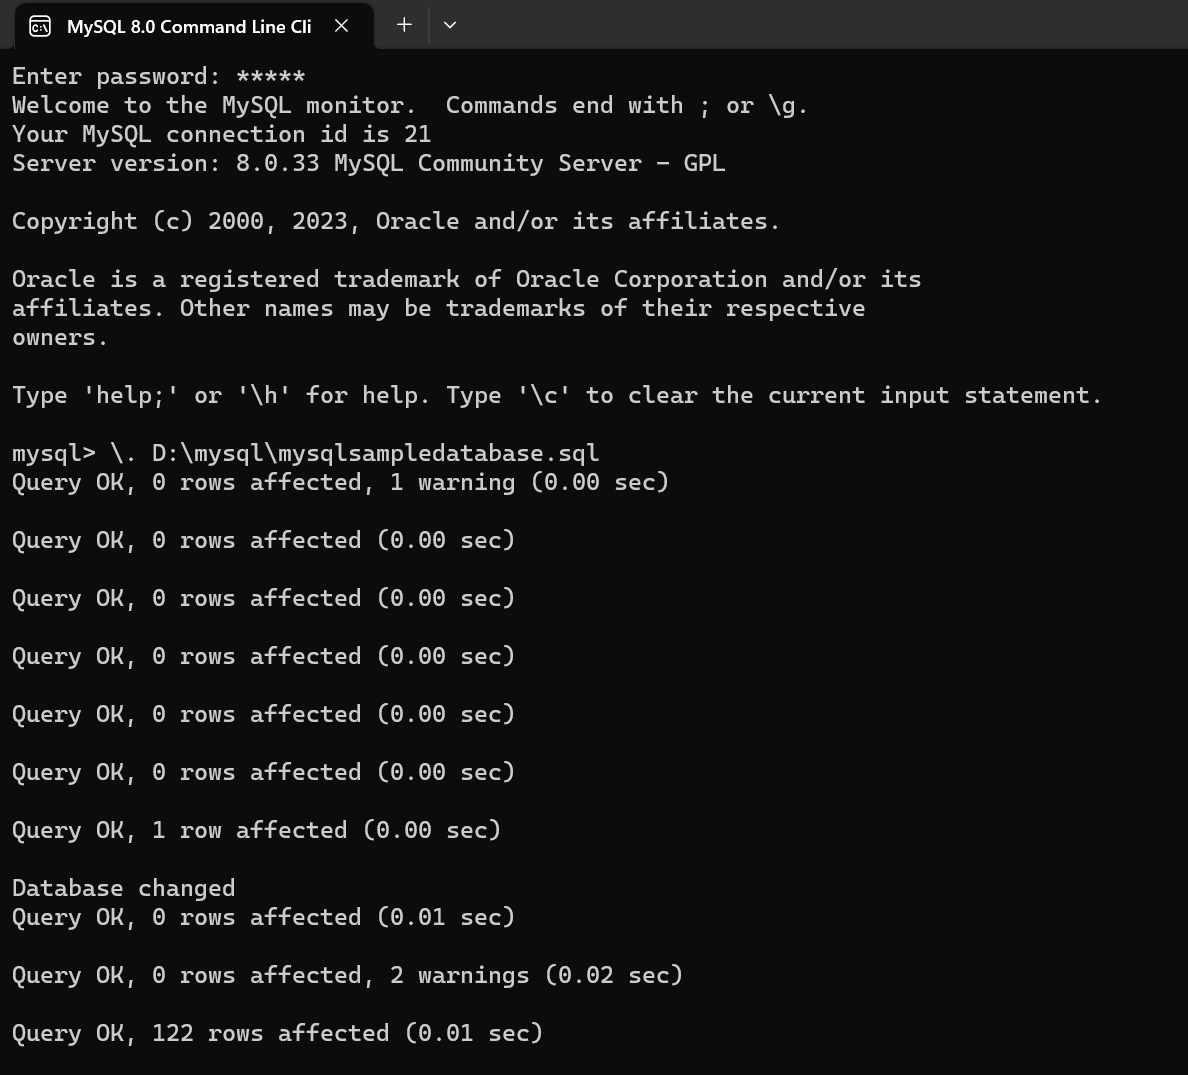 MySQL 8.0 Command Line Cli
Enter password: *****
Welcome to the MySQL monitor.  Commands end with ; or \g.
Your MySQL connection id is 21
Server version: 8.0.33 MySQL Community Server - GPL
Copyright (c) 2000, 2023, Oracle and/or its affiliates.
Oracle is a registered trademark of Oracle Corporation and/or its
affiliates. Other names may be trademarks of their respective
owners.
Type 'help;' or '\h' for help. Type '\c' to clear the current input statement.
mysql> \. D:\mysql\mysqlsampledatabase.sql
Query OK, 0 rows affected, 1 warning (0.00 sec)
Query OK, 0 rows affected (0.00 sec)
Query OK, 0 rows affected (0.00 sec)
Query OK, 0 rows affected (0.00 sec)
Query OK, 0 rows affected (0.00 sec)
Query OK, 0 rows affected (0.00 sec)
Query OK, 1 row affected (0.00 sec)
Database changed
Query OK, 0 rows affected (0.01 sec)
Query OK, 0 rows affected, 2 warnings (0.02 sec)
Query OK, 122 rows affected (0.01 sec)